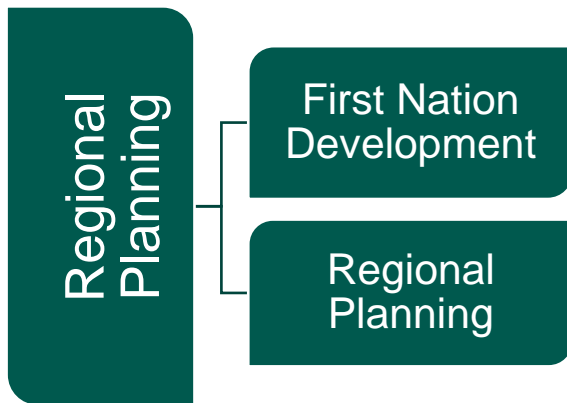 Regional
Planning
First Nation
Development
Regional
Planning